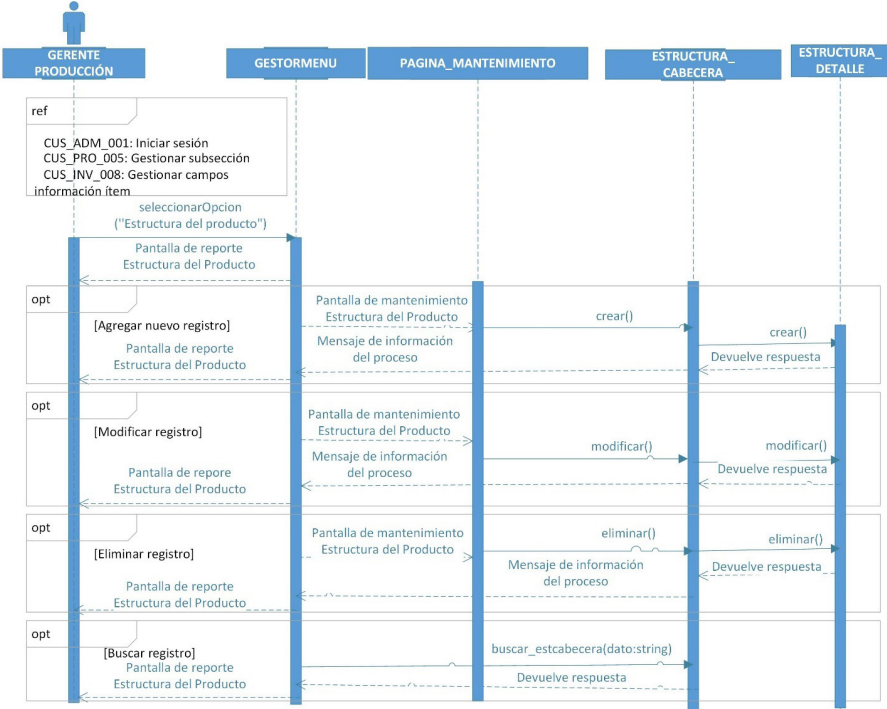 GERENTE
PRODUCCIÓN
GESTORMENU
PAGINA_MANTENIMIENTO
ESTRUCTURA_
CABECERA
ESTRUCTURA_
DETALLE
ref
CUS_ADM_001: Iniciar sesión
CUS_PRO_005: Gestionar subsección
CUS_INV_008: Gestionar campos
información ítem
seleccionarOpcion
("Estructura del producto")
Pantalla de reporte
Estructura del Producto
opt
[Agregar nuevo registro]
Pantalla de mantenimiento
Estructura del Producto
crear()
crear()
Mensaje de información
del proceso
Devuelve respuesta
Pantalla de reporte
Estructura del Producto
opt
[Modificar registro]
Pantalla de mantenimiento
Estructura del Producto
modificar()
modificar()
Mensaje de información
del proceso
Devuelve respuesta
Pantalla de repore
Estructura del Producto
opt
[Eliminar registro]
Pantalla de mantenimiento
Estructura del Producto
eliminar()
eliminar()
Mensaje de información
del proceso
Devuelve respuesta
Pantalla de reporte
Estructura del Producto
opt
[Buscar registro]
buscar_estcabecera(dato:string)
Pantalla de reporte
Estructura del Producto
Devuelve respuesta